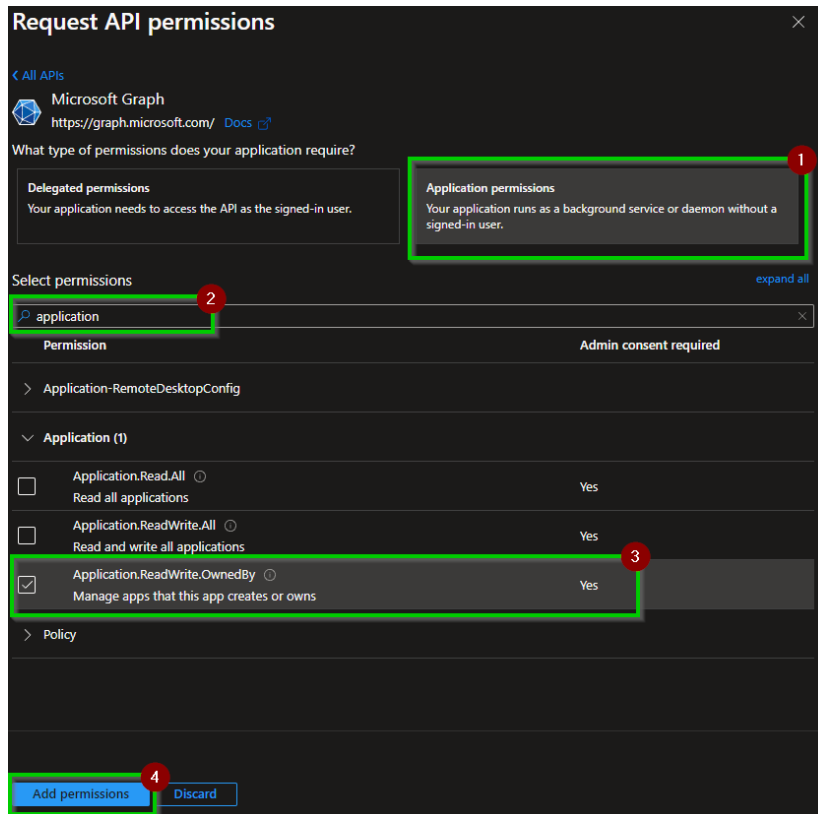 Request API permissions
All APIs
Microsoft Graph
https://graph.microsoft.com/ Docs
What type of permissions does your application require?
Delegated permissions
Your application needs to access the API as the signed-in user.
1
Application permissions
Your application runs as a background service or daemon without a
signed-in user.
Select permissions
expand all
2
application
Permission Admin consent required
Application-RemoteDesktopConfig
Application (1)
Application.Read.All
Read all applications
Yes
Application.ReadWrite.All
Read and write all applications
Yes
3
Application.ReadWrite.OwnedBy
Manage apps that this app creates or owns
Yes
Policy
4
Add permissions Discard